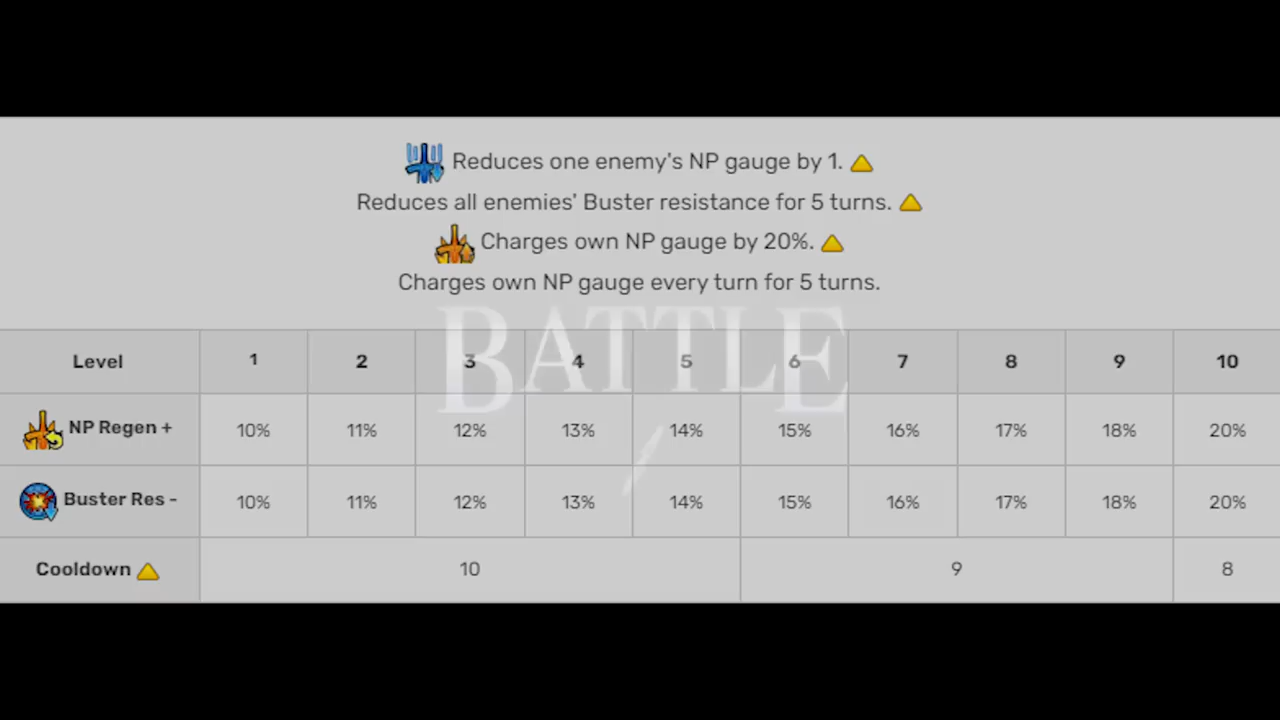 Reduces one enemy's NP gauge by 1.
Reduces all enemies' Buster resistance for 5 turns.
Charges own NP gauge by 20%.
Charges own NP gauge every turn for 5 turns.
BATTLE
Level 1 2 3 4 5 6 7 8 9 10
NP Regen + 10% 11% 12% 13% 14% 15% 16% 17% 18% 20%
Buster Res - 10% 11% 12% 13% 14% 15% 16% 17% 18% 20%
Cooldown 10 9 8